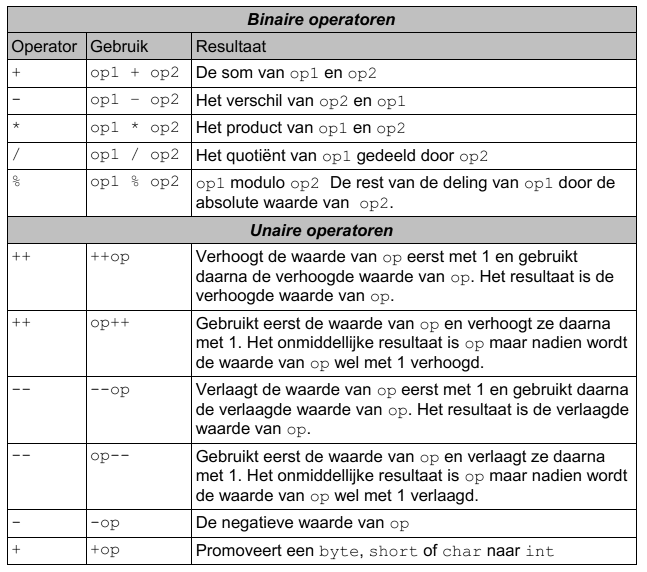 Binaire operatoren
Operator Gebruik Resultaat
+ op1 + op2 De som van op1 en op2
- op1 - op2 Het verschil van op2 en op1
* op1 * op2 Het product van op1 en op2
/ op1 / op2 Het quotiënt van op1 gedeeld door op2
% op1 % op2 op1 modulo op2 De rest van de deling van op1 door de
absolute waarde van op2.
Unaire operatoren
++ ++op Verhoogt de waarde van op eerst met 1 en gebruikt
daarna de verhoogde waarde van op. Het resultaat is de
verhoogde waarde van op.
++ op++ Gebruikt eerst de waarde van op en verhoogt ze daarna
met 1. Het onmiddellijke resultaat is op maar nadien wordt
de waarde van op wel met 1 verhoogd.
-- --op Verlaagt de waarde van op eerst met 1 en gebruikt daarna
de verlaagde waarde van op. Het resultaat is de verlaagde
waarde van op.
-- op-- Gebruikt eerst de waarde van op en verlaagt ze daarna
met 1. Het onmiddellijke resultaat is op maar nadien wordt
de waarde van op wel met 1 verlaagd.
- -op De negatieve waarde van op
+ +op Promoveert een byte, short of char naar int